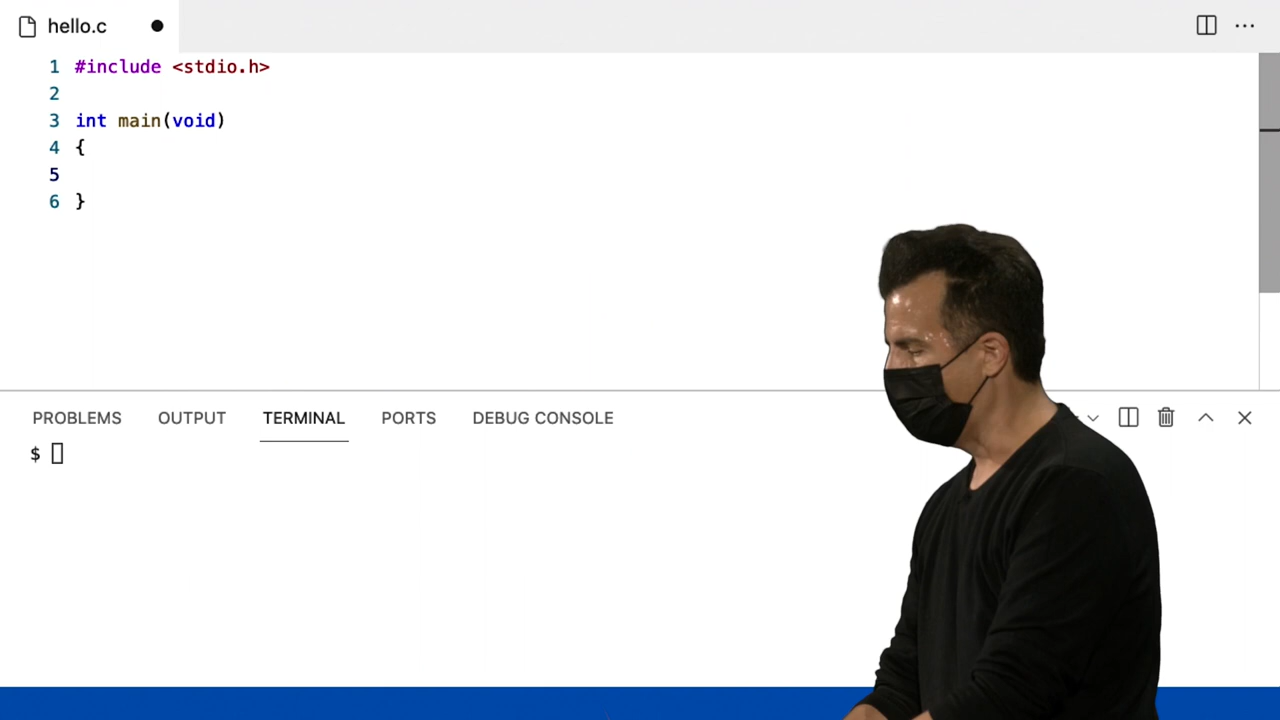 hello.c
1 #include <stdio.h>
2
3 int main(void)
4 {
5
6 }
PROBLEMS OUTPUT TERMINAL PORTS DEBUG CONSOLE
$